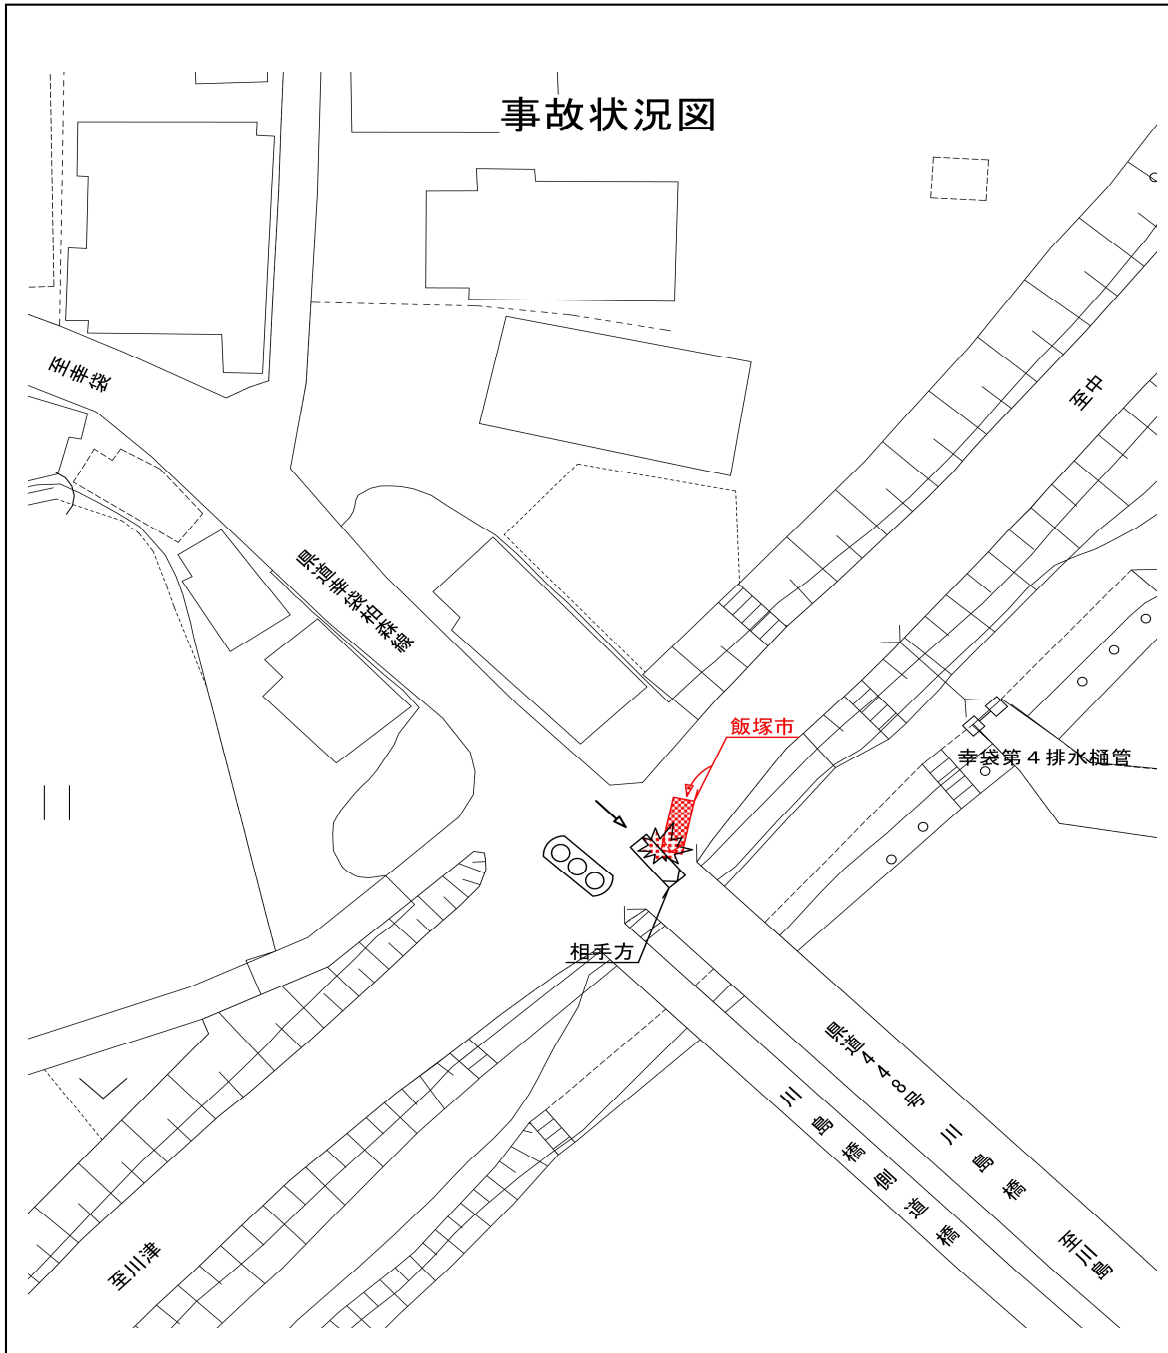 事故状況図
至幸袋
至中
県道幸袋柏森線
飯塚市
幸袋第4排水樋管
相手方
県道448号
川島橋
川島橋側道橋
至川島
至川津